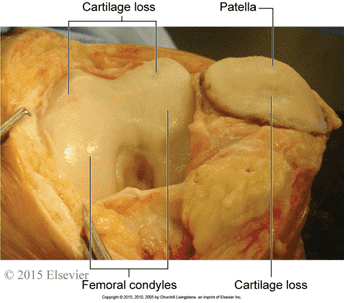 Cartilage loss
Patella
© 2015 Elsevier
Femoral condyles
Cartilage loss
Copyright © 2015, 2010, 2005 by Churchill Livingstone, an imprint of Elsevier Inc.